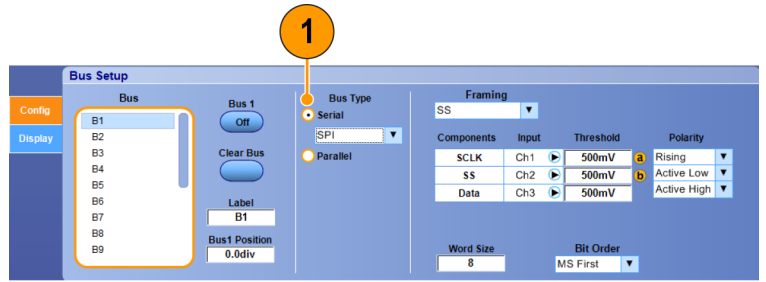 1
Bus Setup
Config
Display
Bus
B1
B2
B3
B4
B5
B6
B7
B8
B9
Bus 1
Off
Clear Bus
Label
B1
Bus1 Position
0.0div
Bus Type
Serial
SPI
Parallel
Framing
SS
Components Input Threshold Polarity
SCLK Ch1 500mV a Rising
SS Ch2 500mV b Active Low
Data Ch3 500mV Active High
Word Size Bit Order
8 MS First